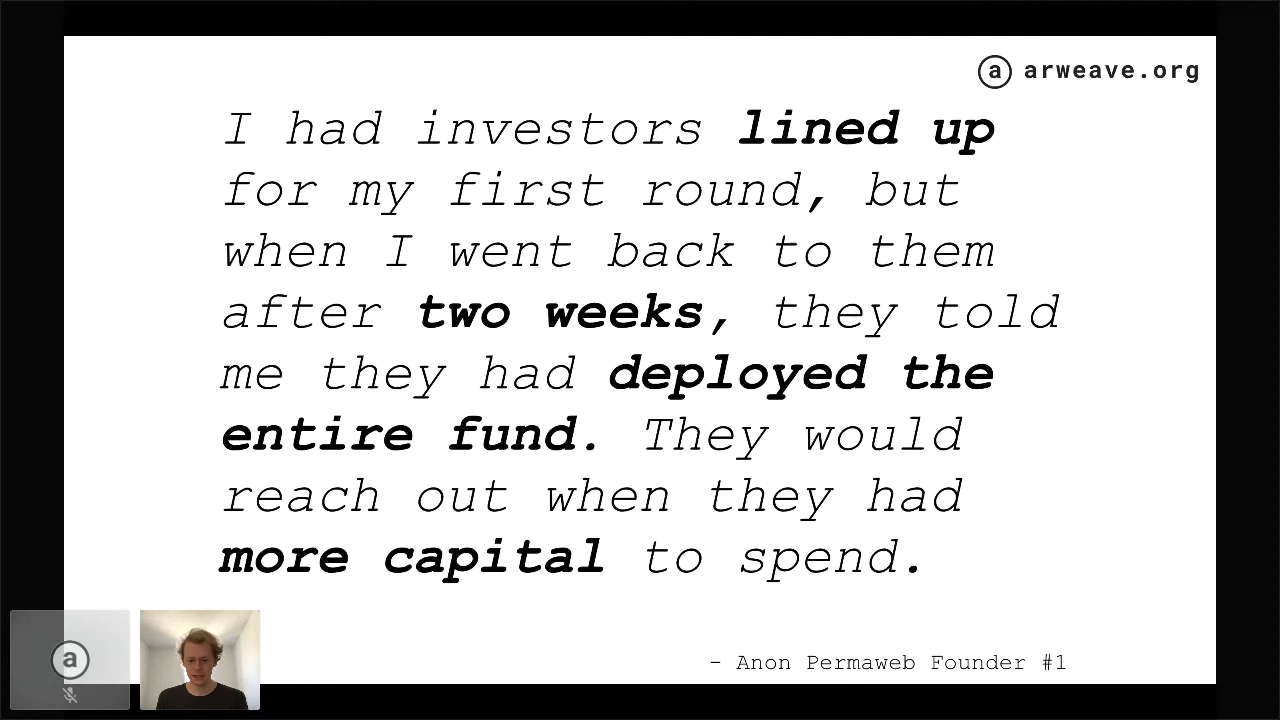 a arweave.org
I had investors lined up
for my first round, but
when I went back to them
after two weeks, they told
me they had deployed the
entire fund. They would
reach out when they had
more capital to spend.
- Anon Permaweb Founder #1
a